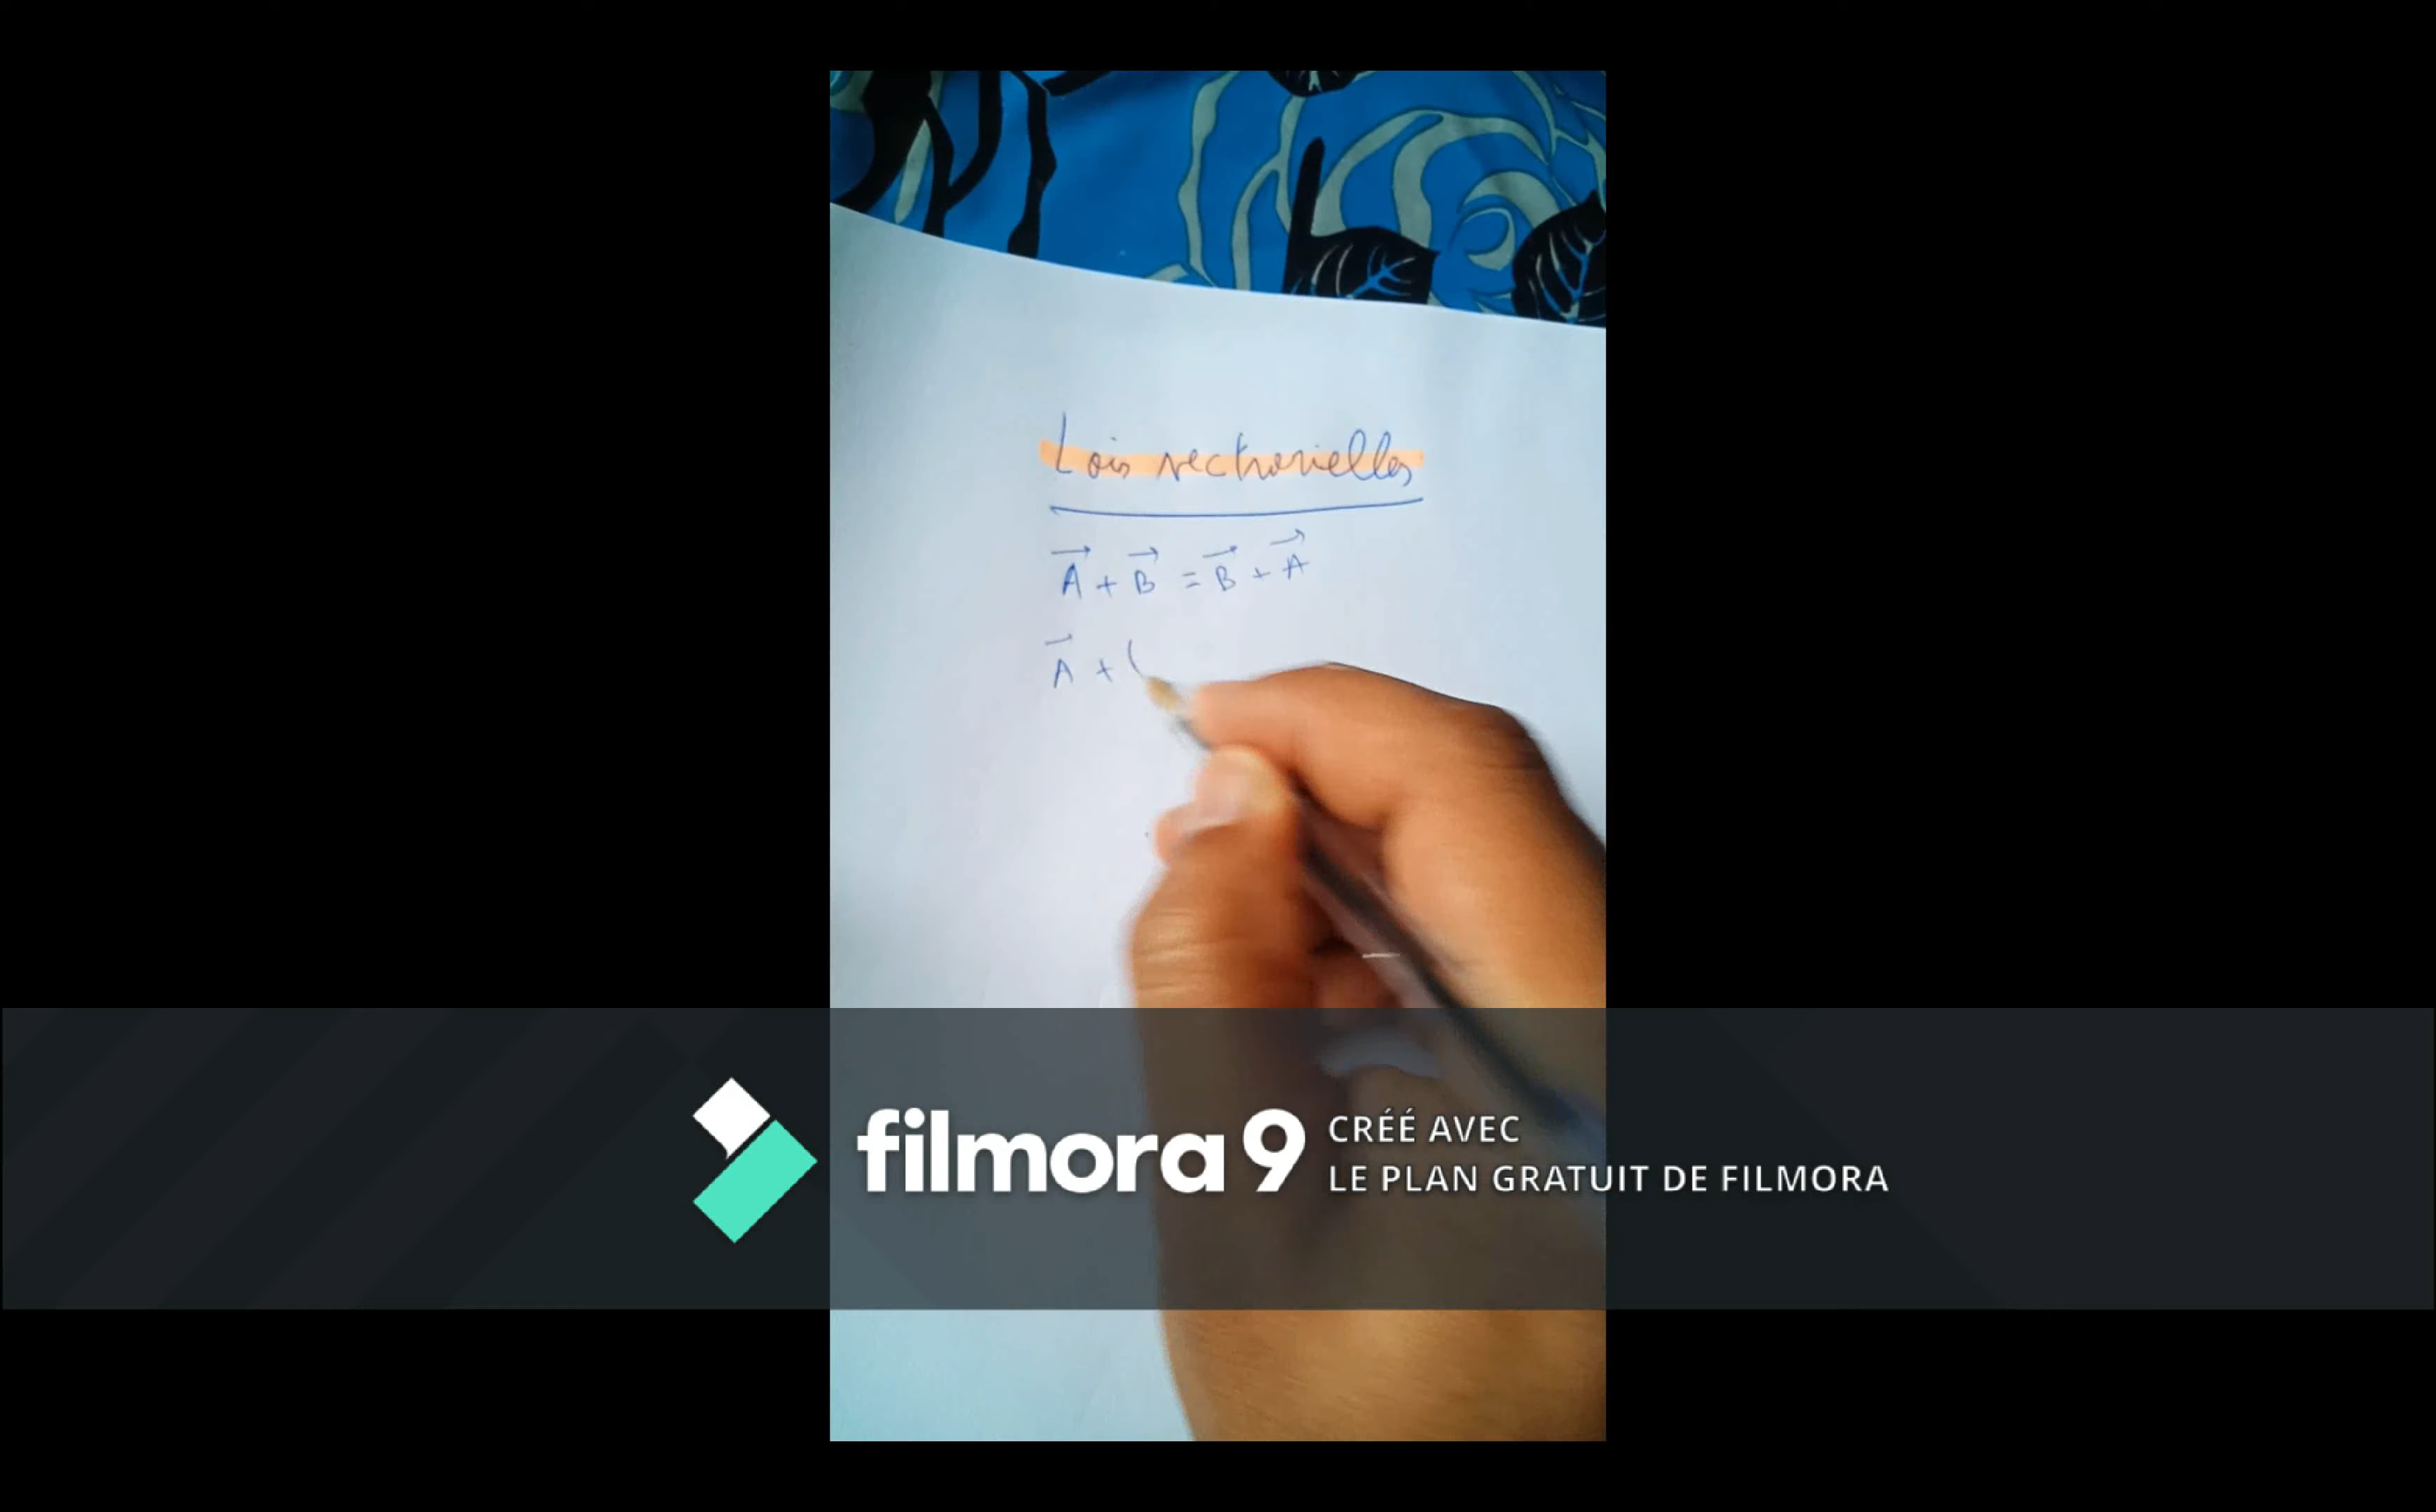 Lois vectorielles
A⃗ + B⃗ = B⃗ + A⃗
A⃗ + (
filmora 9
CRÉÉ AVEC
LE PLAN GRATUIT DE FILMORA